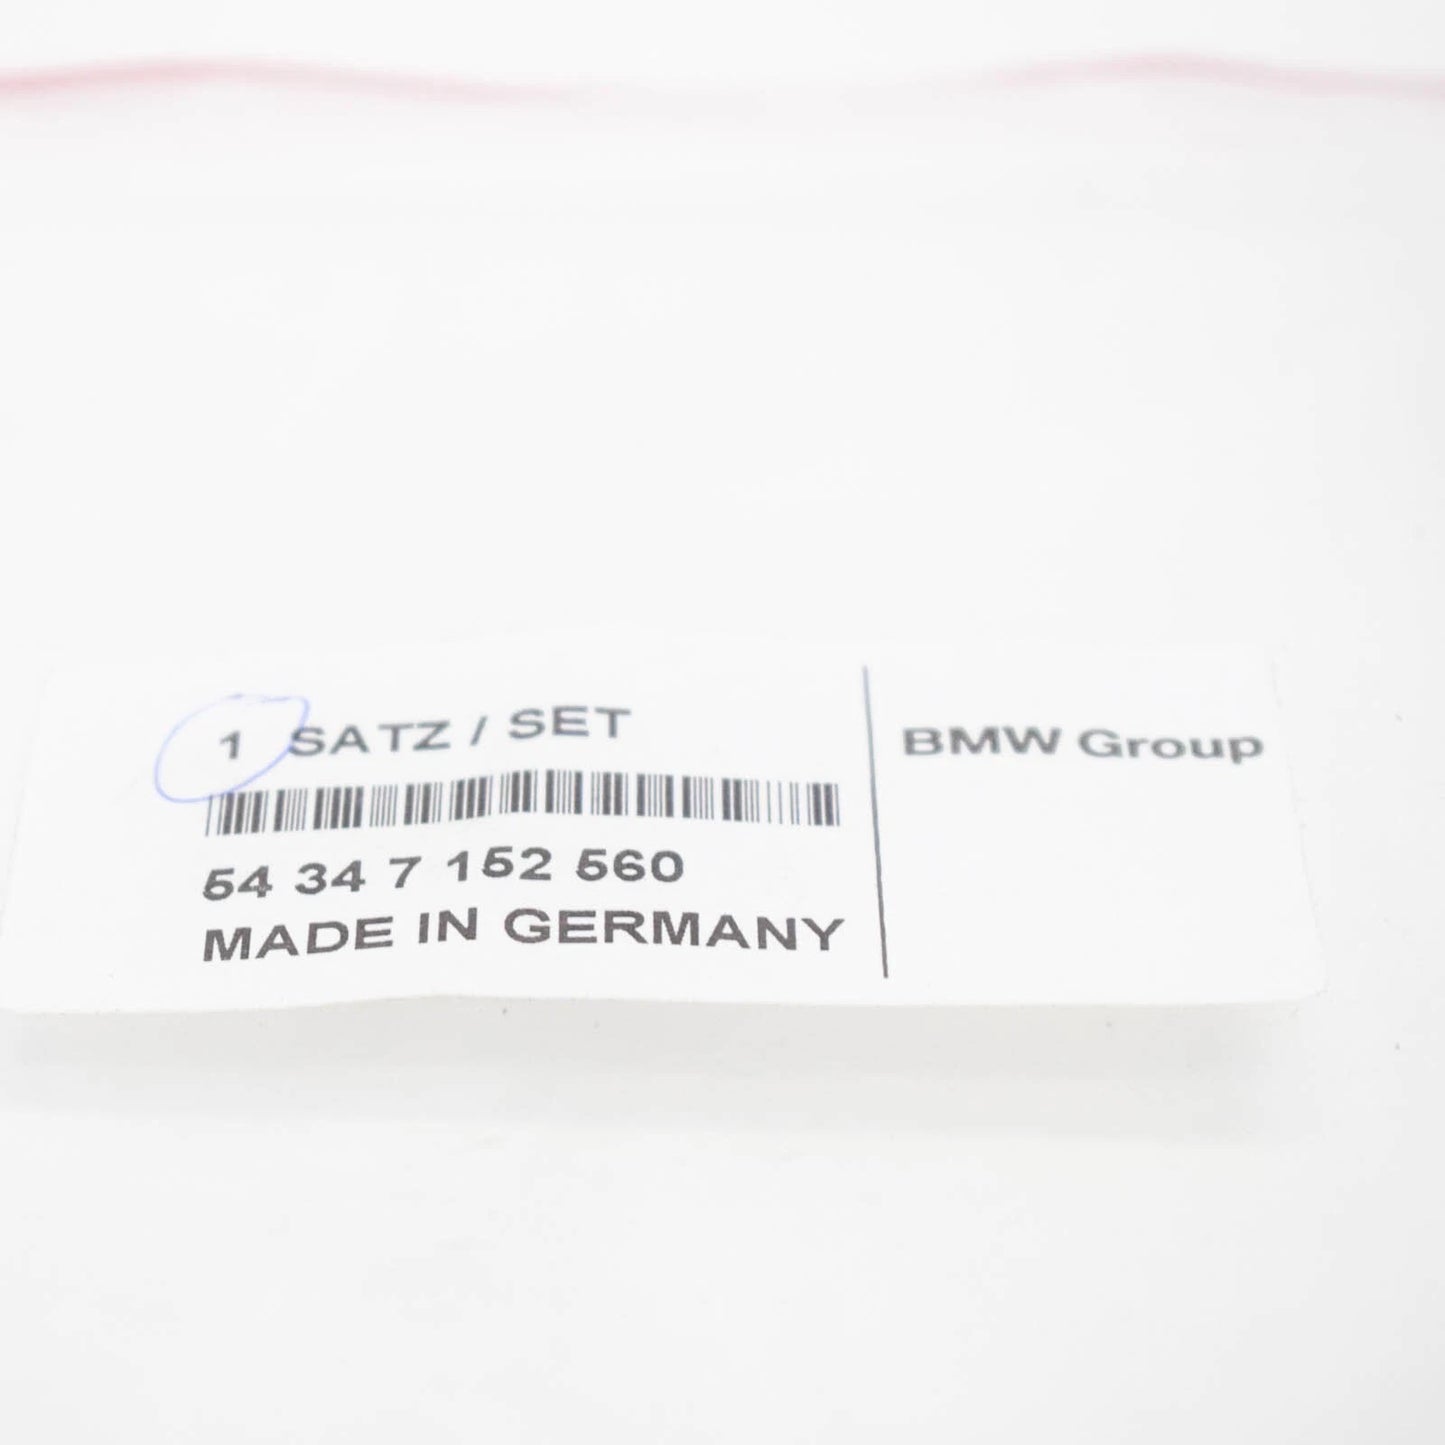 1 SATZ / SET
54 34 7 152 560
MADE IN GERMANY
BMW Group